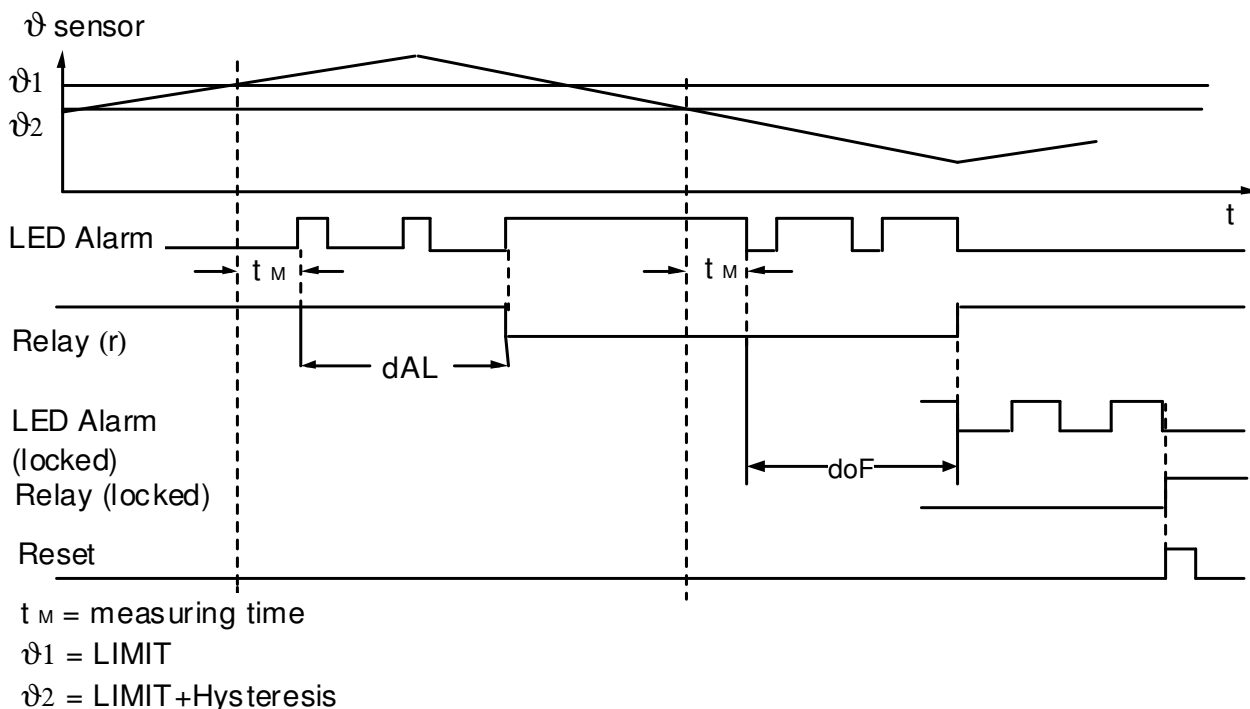 ϑ sensor
ϑ1
ϑ2
t
LED Alarm
t M
t M
Relay (r)
dAL
LED Alarm
(locked)
doF
Relay (locked)
Reset
t M = measuring time
ϑ1 = LIMIT
ϑ2 = LIMIT+Hysteresis